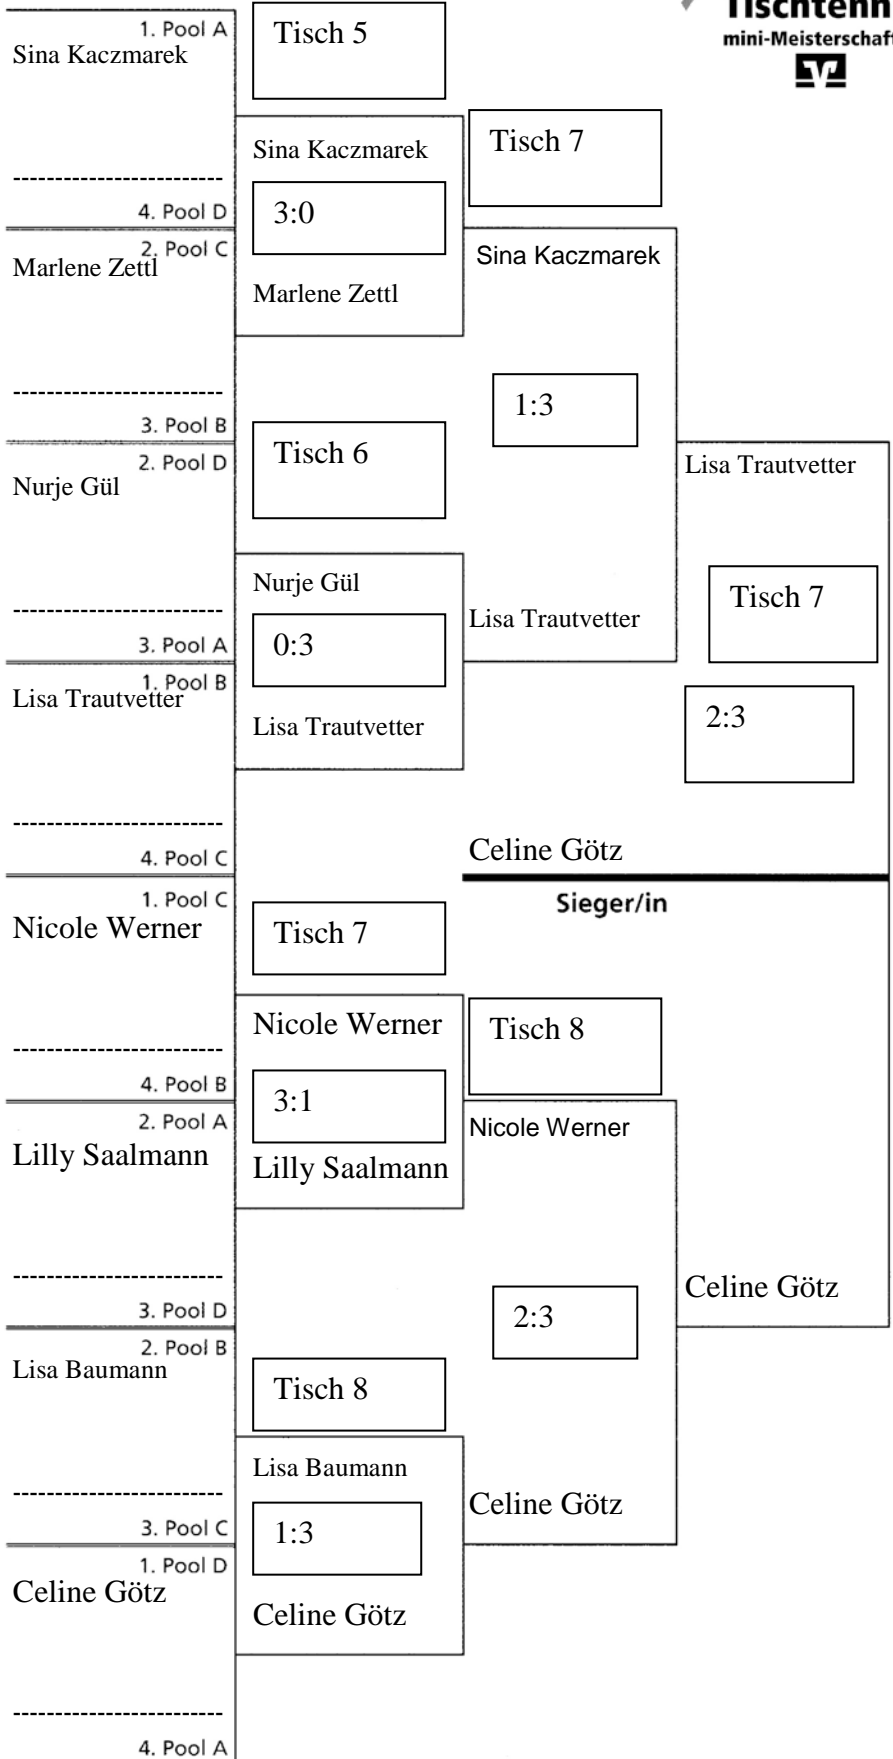 Tischtenn
mini-Meisterschaft
1. Pool A
Sina Kaczmarek
Tisch 5
4. Pool D
2. Pool C
Marlene Zettl
Sina Kaczmarek
3:0
Marlene Zettl
Tisch 7
Sina Kaczmarek
1:3
3. Pool B
2. Pool D
Nurje Gül
Tisch 6
Lisa Trautvetter
3. Pool A
1. Pool B
Lisa Trautvetter
Nurje Gül
0:3
Lisa Trautvetter
Lisa Trautvetter
Tisch 7
2:3
4. Pool C
1. Pool C
Nicole Werner
Tisch 7
Celine Götz
Sieger/in
4. Pool B
2. Pool A
Lilly Saalmann
Nicole Werner
3:1
Lilly Saalmann
Tisch 8
Nicole Werner
2:3
Celine Götz
3. Pool D
2. Pool B
Lisa Baumann
Tisch 8
Lisa Baumann
1:3
Celine Götz
Celine Götz
3. Pool C
1. Pool D
Celine Götz
4. Pool A